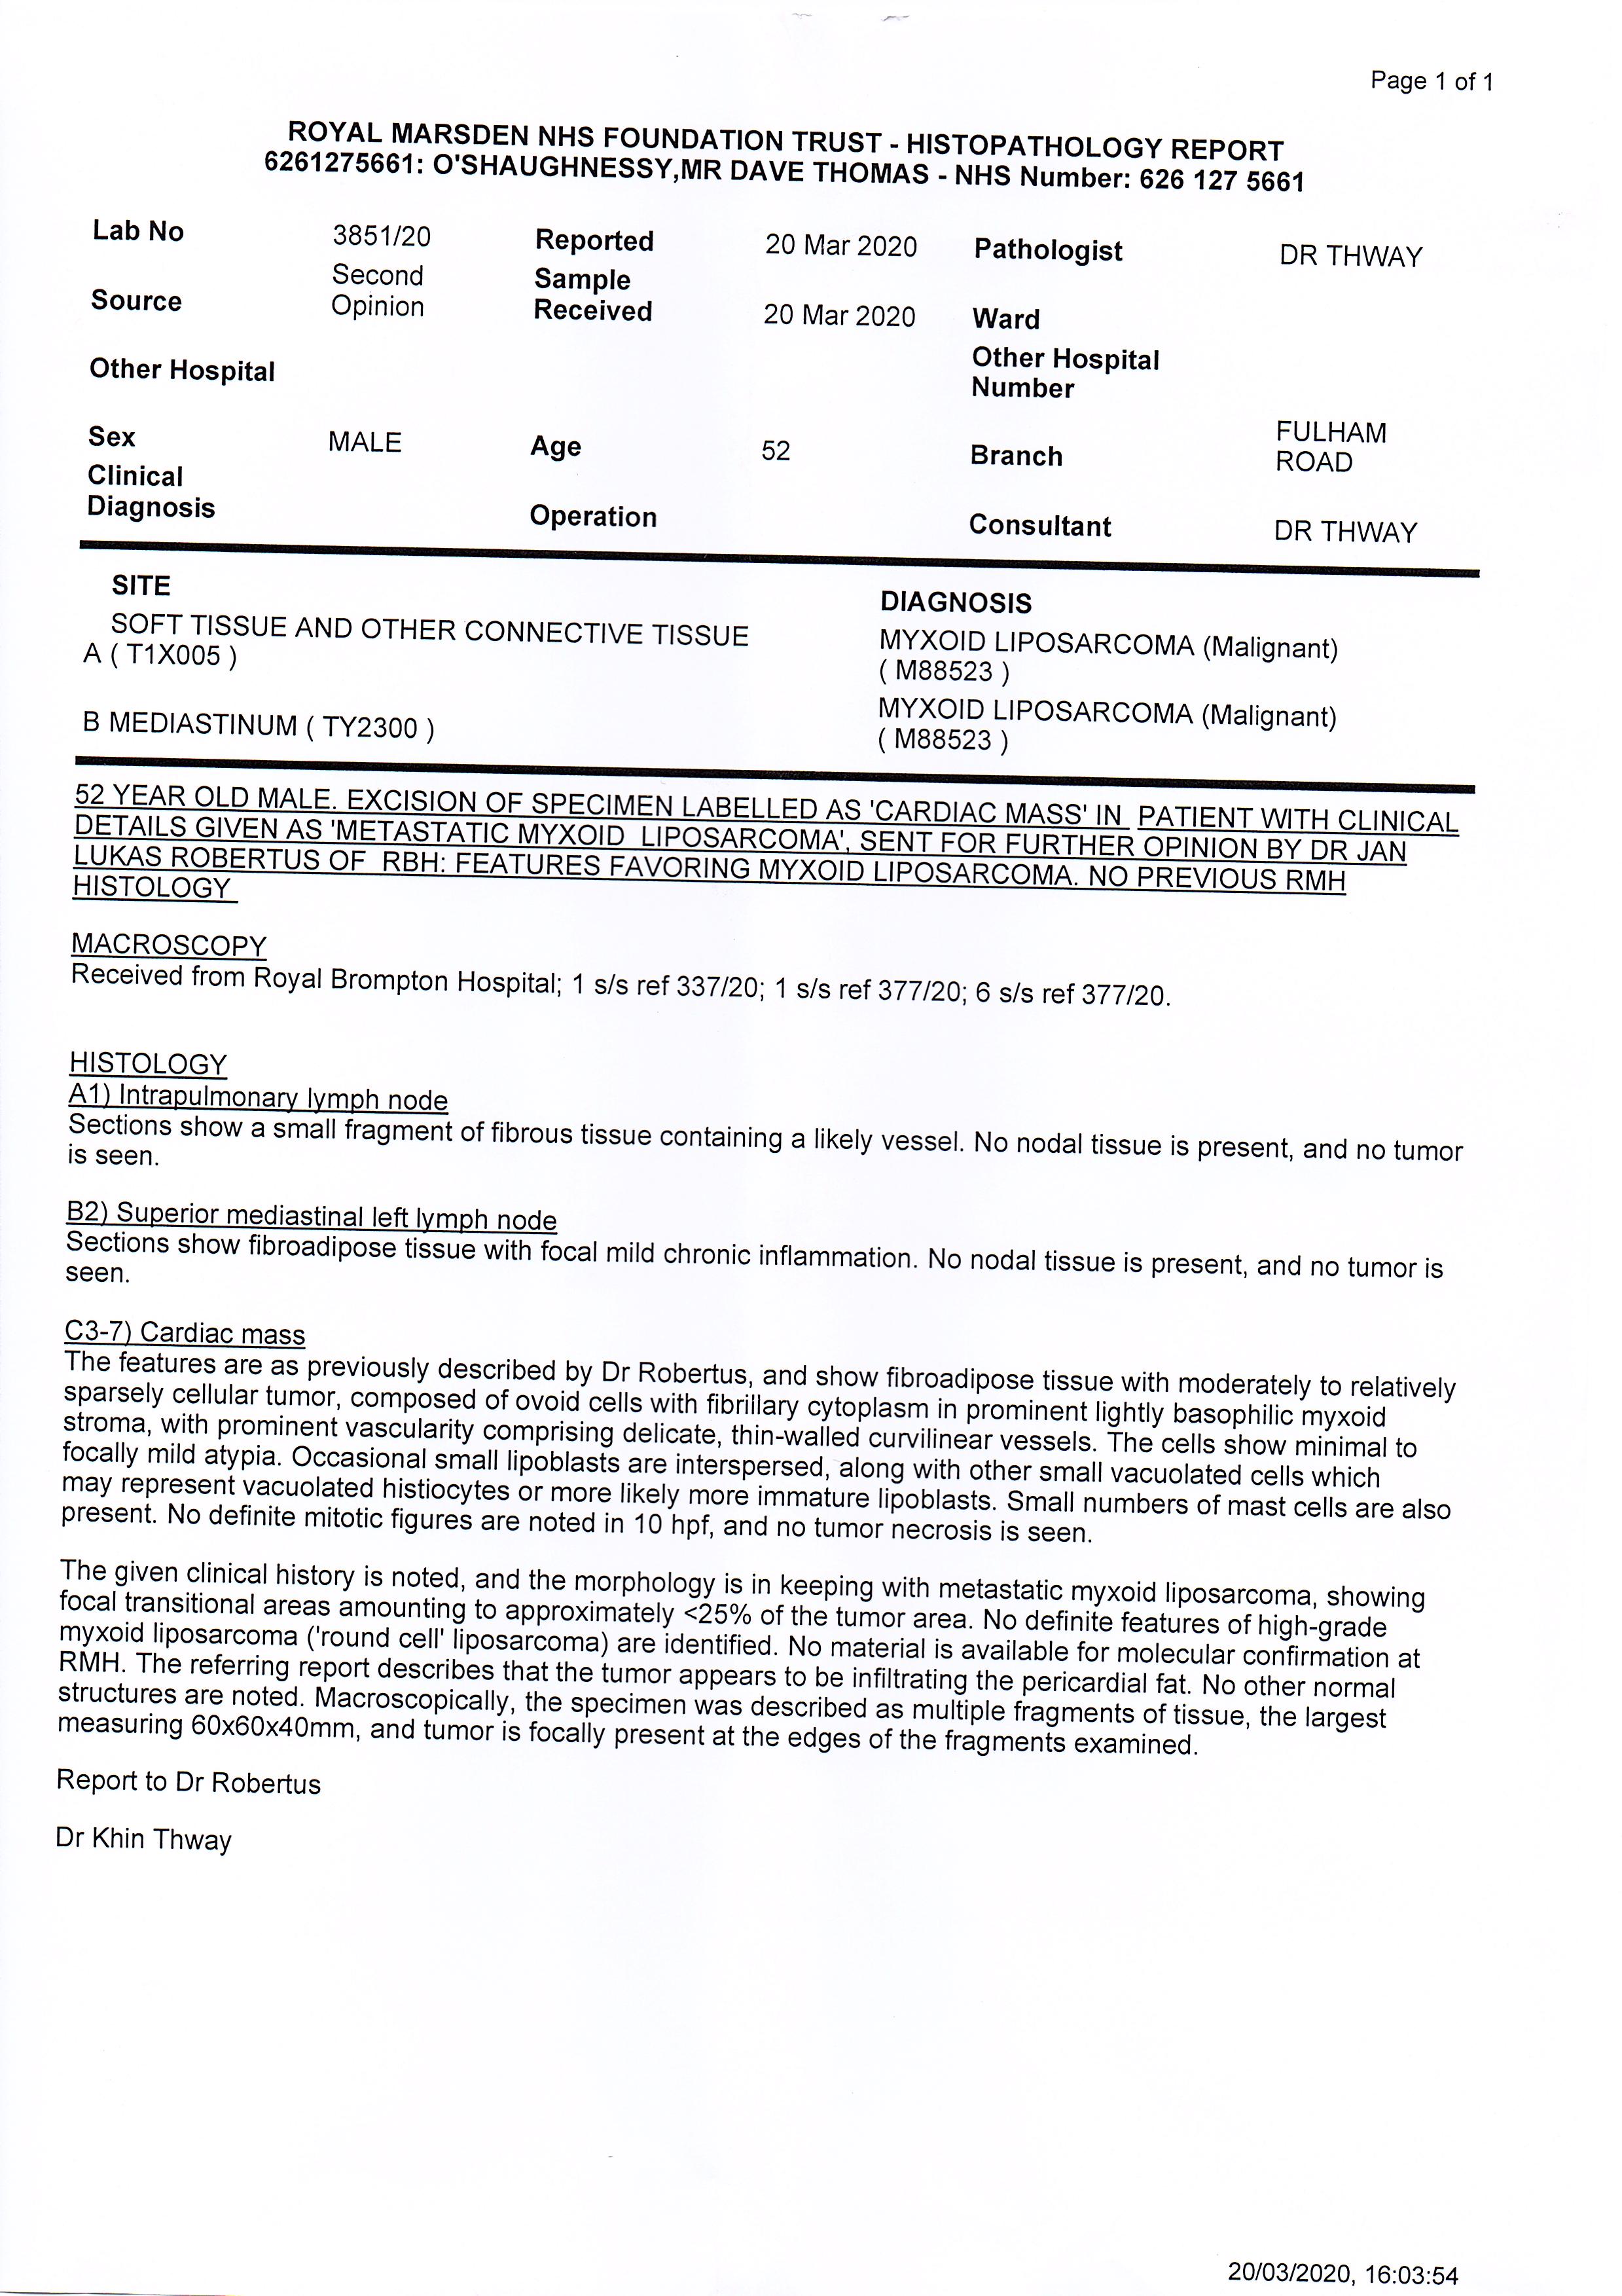 Page 1 of 1
ROYAL MARSDEN NHS FOUNDATION TRUST - HISTOPATHOLOGY REPORT
6261275661: O'SHAUGHNESSY,MR DAVE THOMAS - NHS Number: 626 127 5661
Lab No 3851/20 Reported 20 Mar 2020 Pathologist DR THWAY
Source Second Opinion Sample Received 20 Mar 2020 Ward
Other Hospital Other Hospital Number
Sex MALE Age 52 Branch FULHAM ROAD
Clinical Diagnosis Operation Consultant DR THWAY
SITE DIAGNOSIS
SOFT TISSUE AND OTHER CONNECTIVE TISSUE MYXOID LIPOSARCOMA (Malignant)
A ( T1X005 ) ( M88523 )
B MEDIASTINUM ( TY2300 ) MYXOID LIPOSARCOMA (Malignant)
( M88523 )
52 YEAR OLD MALE. EXCISION OF SPECIMEN LABELLED AS 'CARDIAC MASS' IN PATIENT WITH CLINICAL
DETAILS GIVEN AS 'METASTATIC MYXOID LIPOSARCOMA', SENT FOR FURTHER OPINION BY DR JAN
LUKAS ROBERTUS OF RBH: FEATURES FAVORING MYXOID LIPOSARCOMA. NO PREVIOUS RMH
HISTOLOGY
MACROSCOPY
Received from Royal Brompton Hospital; 1 s/s ref 337/20; 1 s/s ref 377/20; 6 s/s ref 377/20.
HISTOLOGY
A1) Intrapulmonary lymph node
Sections show a small fragment of fibrous tissue containing a likely vessel. No nodal tissue is present, and no tumor
is seen.
B2) Superior mediastinal left lymph node
Sections show fibroadipose tissue with focal mild chronic inflammation. No nodal tissue is present, and no tumor is
seen.
C3-7) Cardiac mass
The features are as previously described by Dr Robertus, and show fibroadipose tissue with moderately to relatively
sparsely cellular tumor, composed of ovoid cells with fibrillary cytoplasm in prominent lightly basophilic myxoid
stroma, with prominent vascularity comprising delicate, thin-walled curvilinear vessels. The cells show minimal to
focally mild atypia. Occasional small lipoblasts are interspersed, along with other small vacuolated cells which
may represent vacuolated histiocytes or more likely more immature lipoblasts. Small numbers of mast cells are also
present. No definite mitotic figures are noted in 10 hpf, and no tumor necrosis is seen.
The given clinical history is noted, and the morphology is in keeping with metastatic myxoid liposarcoma, showing
focal transitional areas amounting to approximately <25% of the tumor area. No definite features of high-grade
myxoid liposarcoma ('round cell' liposarcoma) are identified. No material is available for molecular confirmation at
RMH. The referring report describes that the tumor appears to be infiltrating the pericardial fat. No other normal
structures are noted. Macroscopically, the specimen was described as multiple fragments of tissue, the largest
measuring 60x60x40mm, and tumor is focally present at the edges of the fragments examined.
Report to Dr Robertus
Dr Khin Thway
20/03/2020, 16:03:54